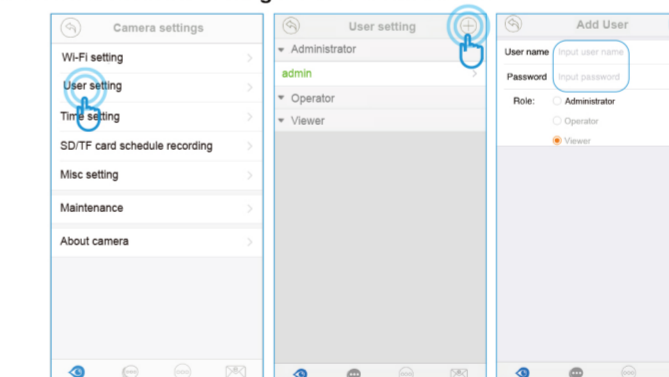 Camera settings
Wi-Fi setting
User setting
Time setting
SD/TF card schedule recording
Misc setting
Maintenance
About camera
User setting
Administrator
admin
Operator
Viewer
Add User
User name Input user name
Password Input password
Role: Administrator
Operator
Viewer